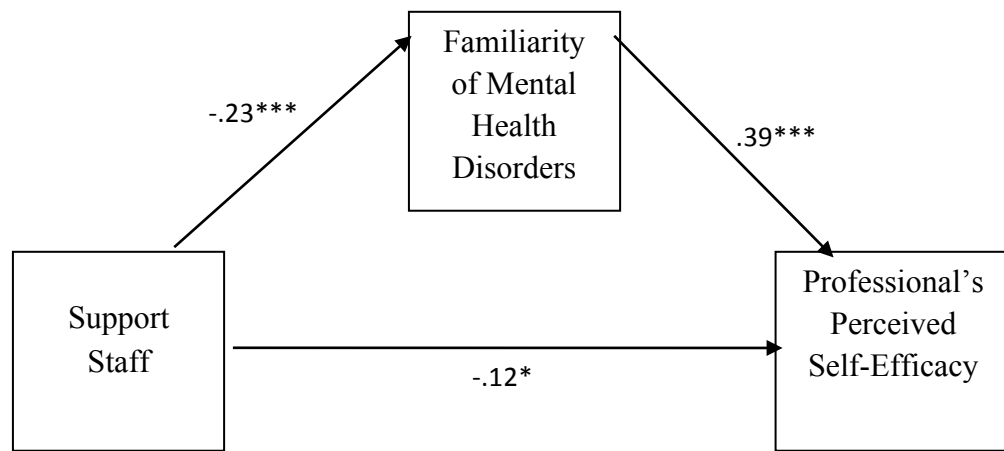 Familiarity
of Mental
Health
Disorders
-.23***
.39***
Support
Staff
Professional’s
Perceived
Self-Efficacy
-.12*